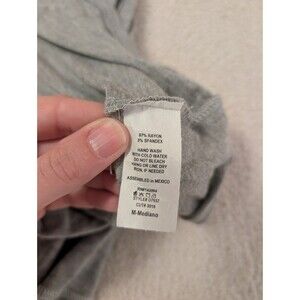 97% RAYON
3% SPANDEX
HAND WASH
WITH COLD WATER
DO NOT BLEACH
HANG OR LINE DRY
IRON, IF NEEDED
ASSEMBLED IN MEXICO
M-Mediano